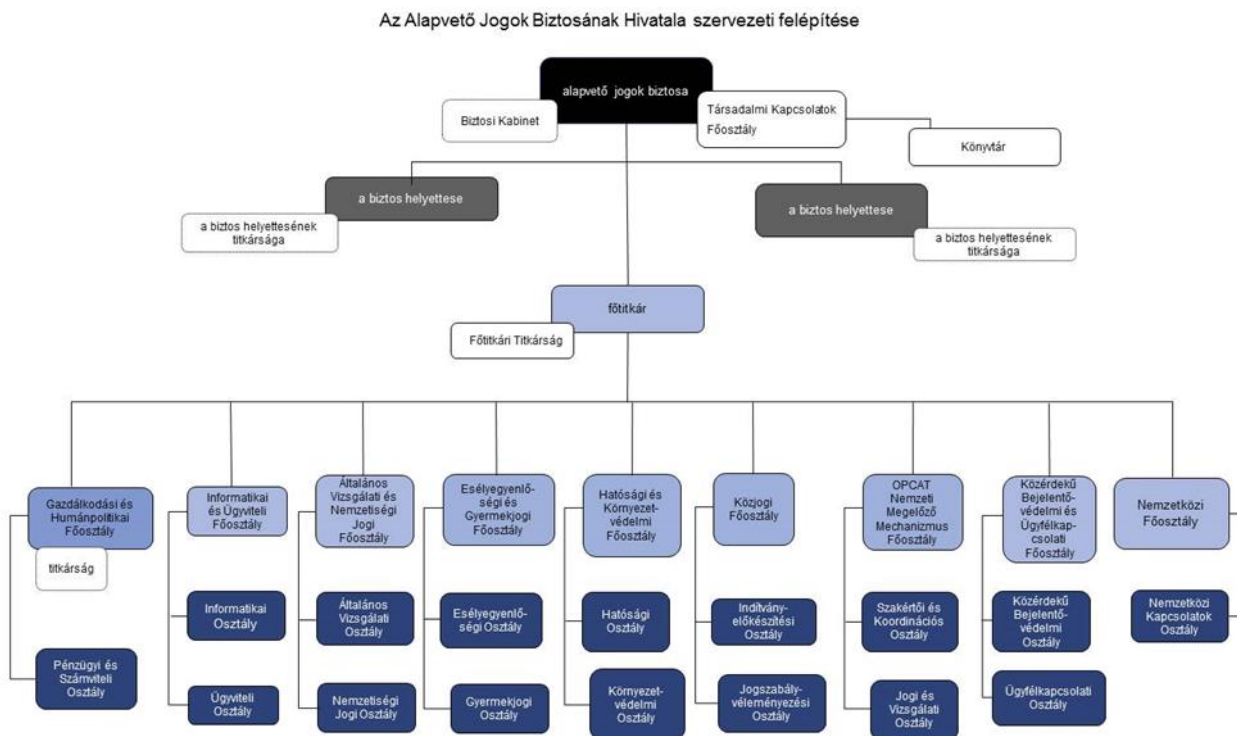 Az Alapvető Jogok Biztosának Hivatala szervezeti felépítése
alapvető jogok biztosa
Biztosi Kabinet
Társadalmi Kapcsolatok
Főosztály
Könyvtár
a biztos helyettese
a biztos helyettesének
titkársága
a biztos helyettese
a biztos helyettesének
titkársága
főtitkár
Főtitkári Titkárság
Gazdálkodási és
Humánpolitikai
Főosztály
titkárság
Pénzügyi és
Számviteli
Osztály
Informatikai
és Ügyviteli
Főosztály
Informatikai
Osztály
Ügyviteli
Osztály
Általános
Vizsgálati és
Nemzetiségi
Jogi
Főosztály
Általános
Vizsgálati
Osztály
Nemzetiségi
Jogi Osztály
Esélyegyenlő-
ségi és
Gyermekjogi
Főosztály
Esélyegyenlő-
ségi Osztály
Gyermekjogi
Osztály
Hatósági és
Környezet-
védelmi
Főosztály
Hatósági
Osztály
Környezet-
védelmi
Osztály
Közjogi
Főosztály
Indítvány-
előkészítési
Osztály
Jogszabály-
véleményezési
Osztály
OPCAT
Nemzeti
Megelőző
Mechanizmus
Főosztály
Szakértői és
Koordinációs
Osztály
Jogi és
Vizsgálati
Osztály
Közérdekű
Bejelentő-
védelmi és
Ügyfélkap-
csolati
Főosztály
Közérdekű
Bejelentő-
védelmi
Osztály
Ügyfélkapcsolati
Osztály
Nemzetközi
Főosztály
Nemzetközi
Kapcsolatok
Osztály